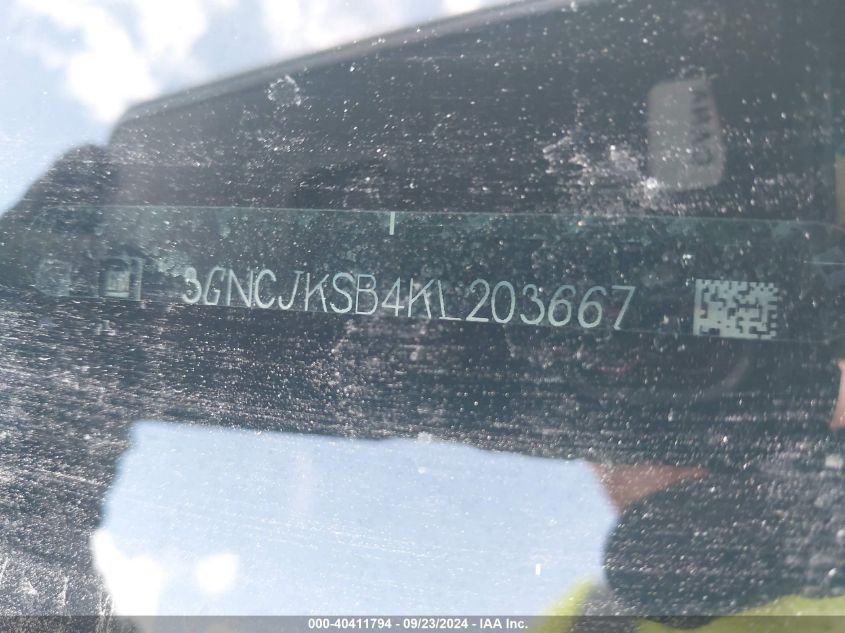 3GNCJKSB4KL203667
000-40411794 - 09/23/2024 - IAA Inc.